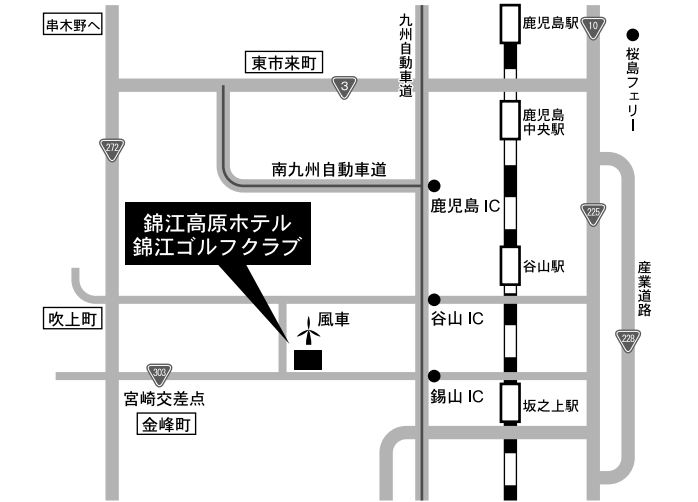 串木野へ
九州自動車道
鹿児島駅
10
桜島フェリー
東市来町
3
鹿児島
中央駅
272
南九州自動車道
鹿児島 IC
225
錦江高原ホテル
錦江ゴルフクラブ
谷山駅
産業道路
吹上町
風車
谷山 IC
228
303
宮崎交差点
金峰町
錫山 IC
坂之上駅